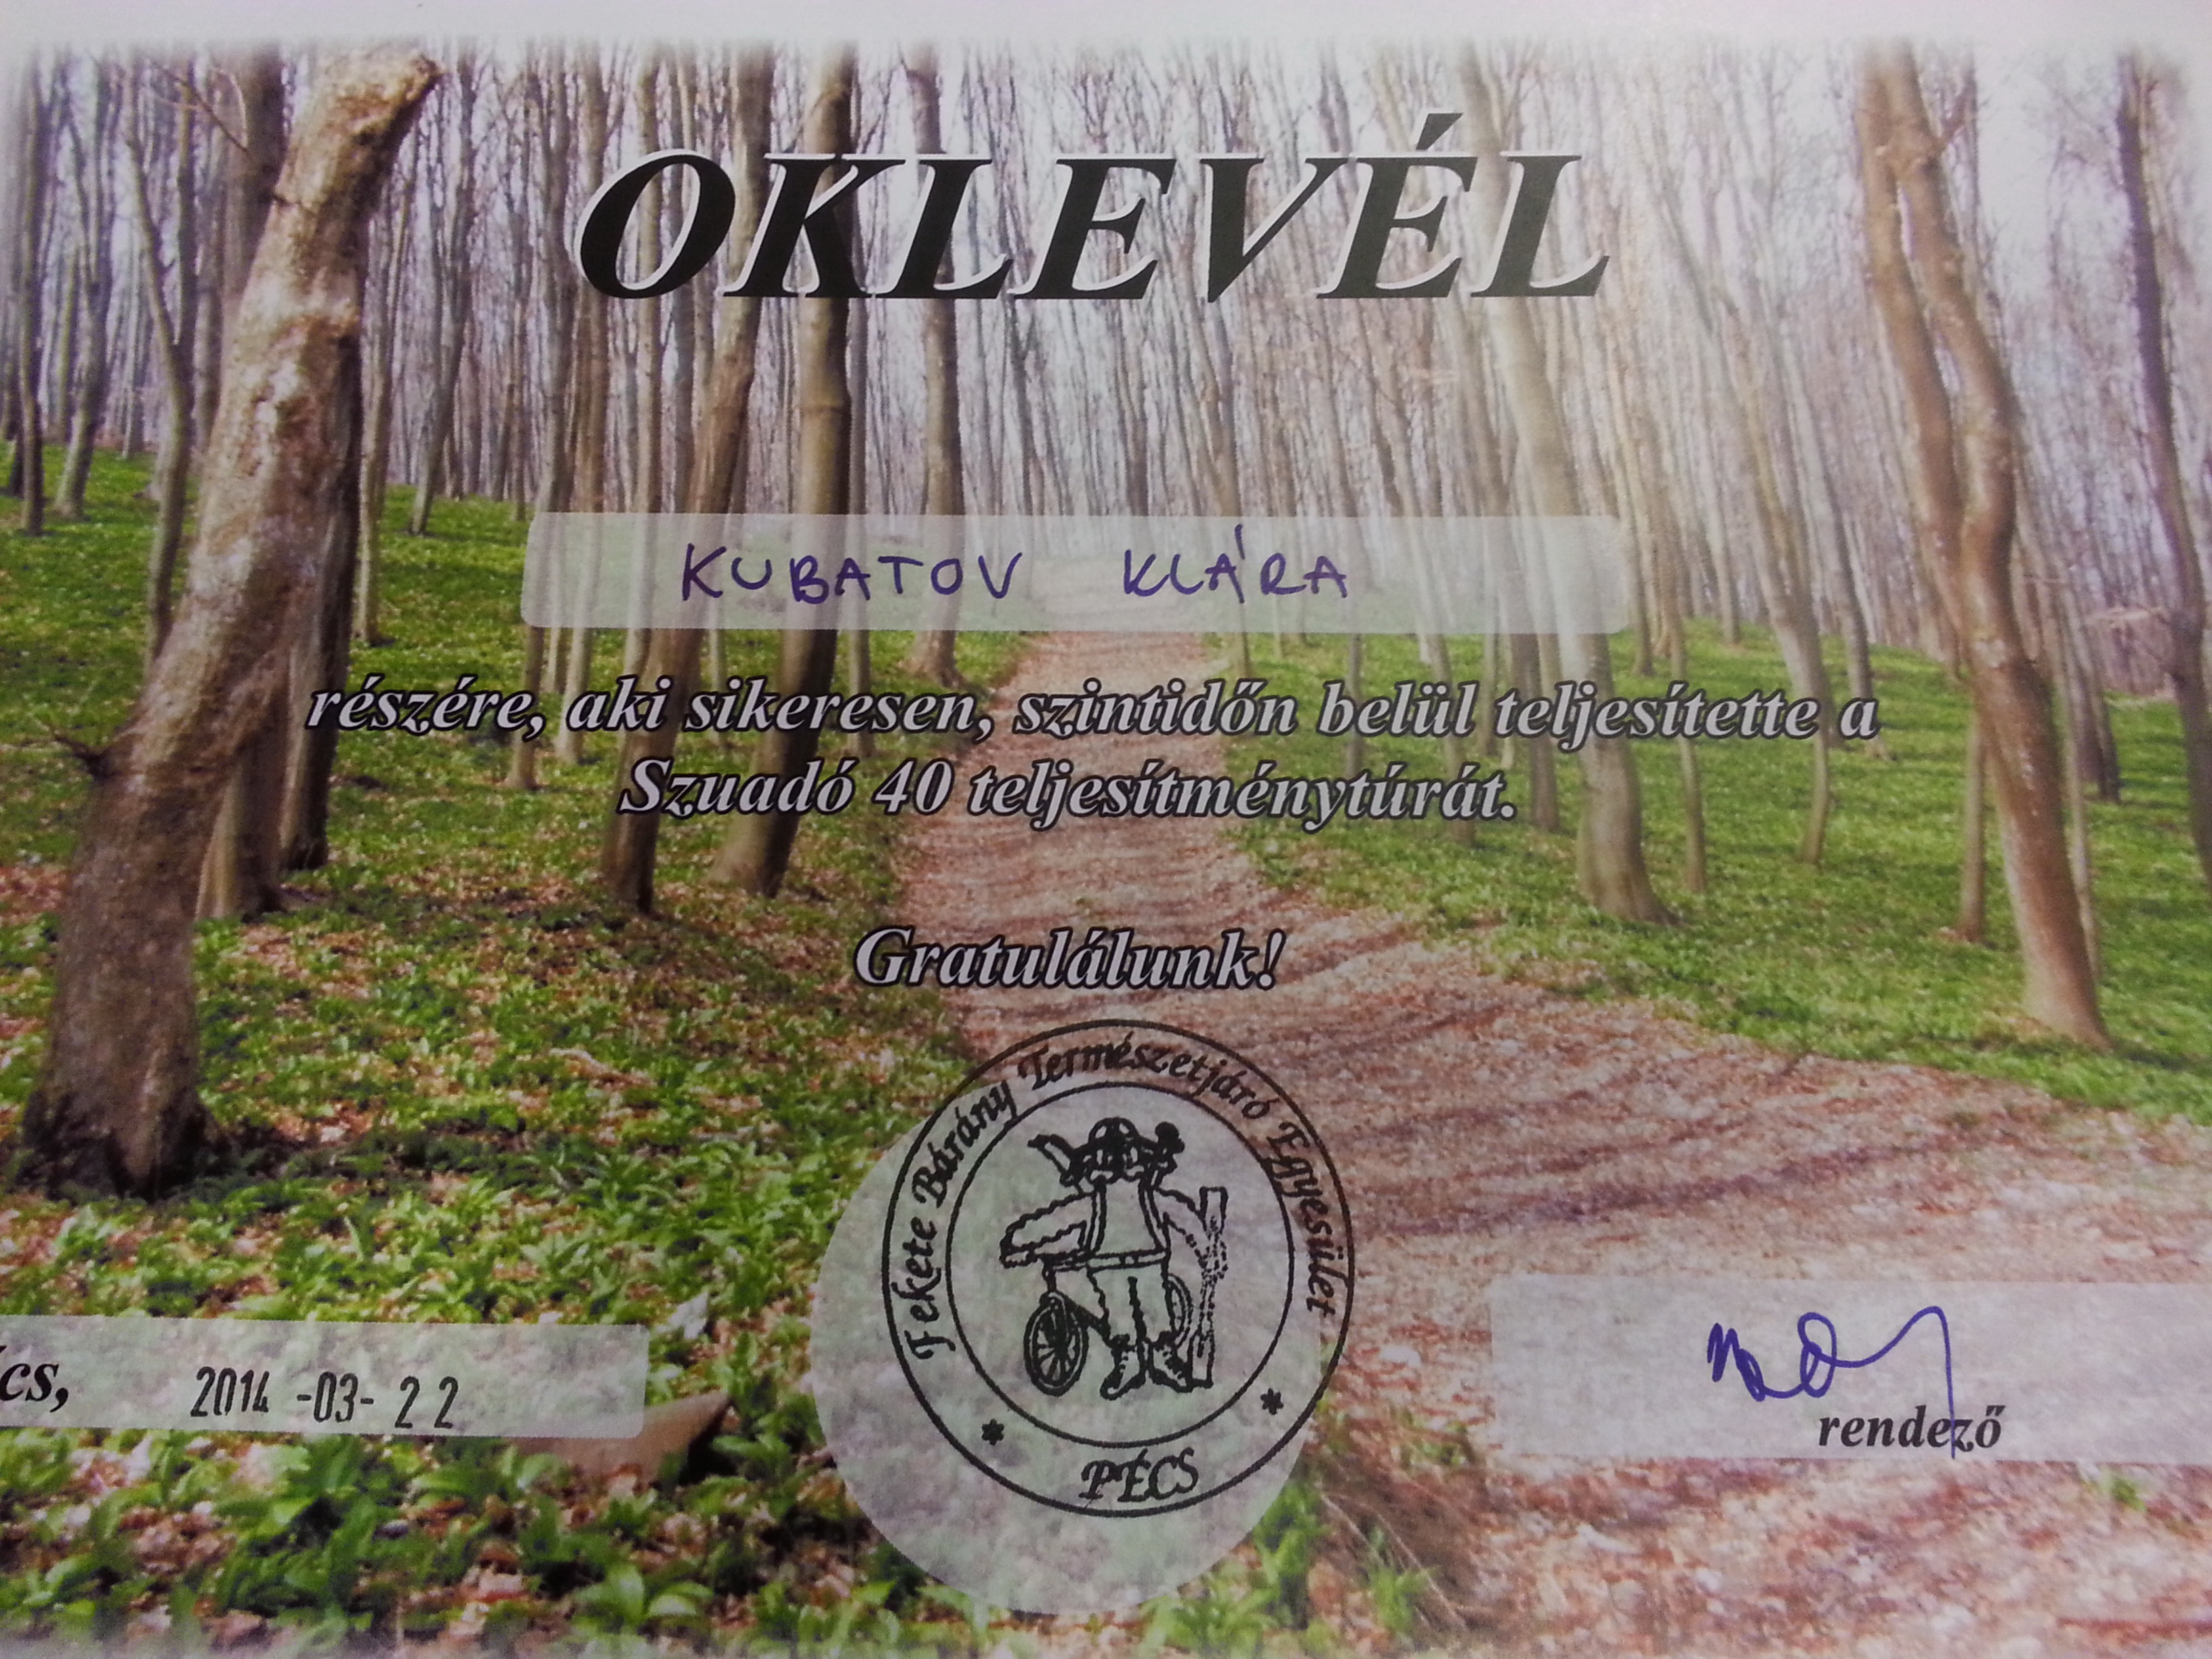 OKLEVÉL
KUBATOV KLÁRA
részére, aki sikeresen, szintidőn belül teljesítette a
Szuadó 40 teljesítménytúrát.
Gratulálunk!
Fekete Bárány Természetjáró Egyesület
* PÉCS *
cs, 2014-03-22
rendező